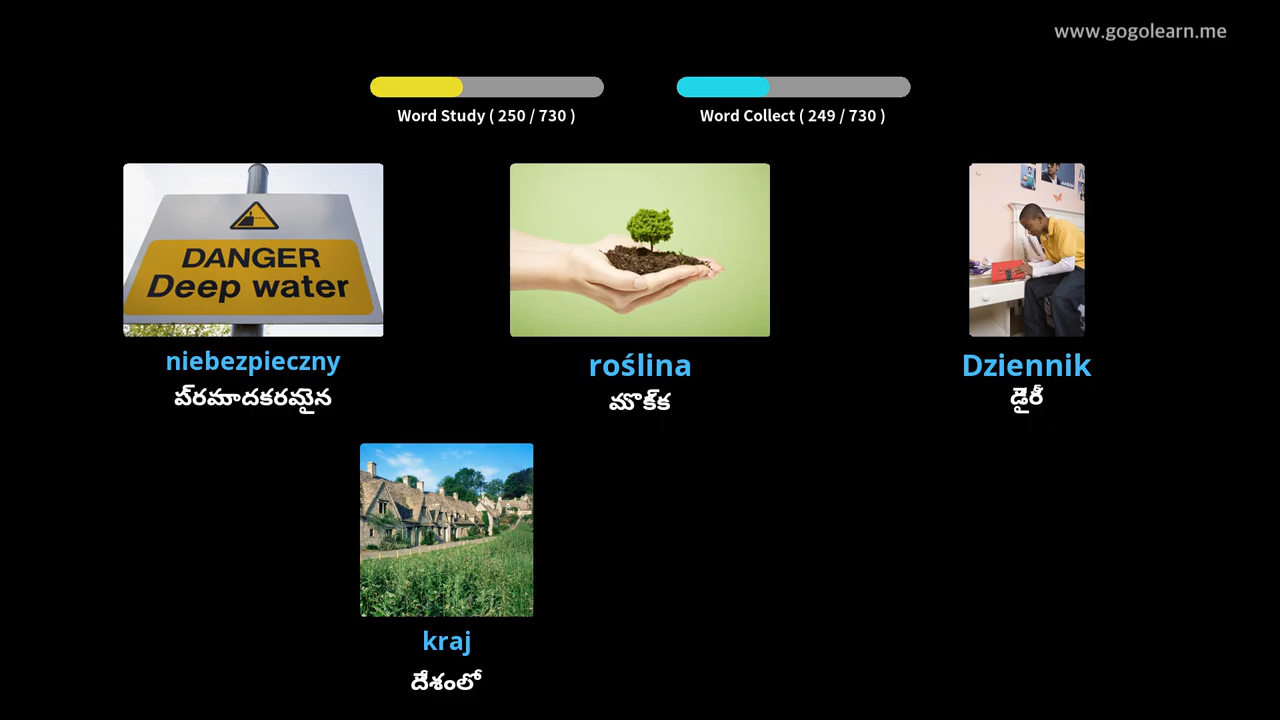 www.gogolearn.me
Word Study ( 250 / 730 )
Word Collect ( 249 / 730 )
DANGER
Deep water
niebezpieczny
ప్రమాదకరమైన
roślina
మొక్క
Dziennik
డైరీ
kraj
దేశంలో